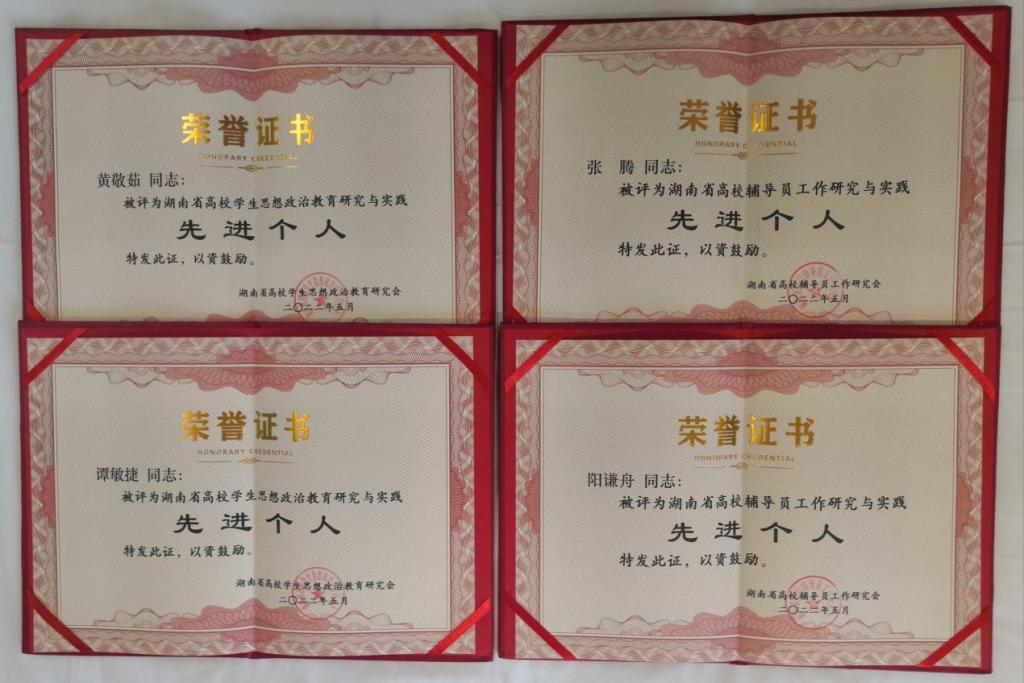 荣誉证书
HONORARY CREDENTIAL
黄敬茹 同志：
被评为湖南省高校学生思想政治教育研究与实践
先进个人
特发此证，以资鼓励。
湖南省高校学生思想政治教育研究会
二〇二二年五月
荣誉证书
HONORARY CREDENTIAL
张 腾 同志：
被评为湖南省高校辅导员工作研究与实践
先进个人
特发此证，以资鼓励。
湖南省高校辅导员工作研究会
二〇二二年五月
荣誉证书
HONORARY CREDENTIAL
谭敏捷 同志：
被评为湖南省高校学生思想政治教育研究与实践
先进个人
特发此证，以资鼓励。
湖南省高校学生思想政治教育研究会
二〇二二年五月
荣誉证书
HONORARY CREDENTIAL
阳谦舟 同志：
被评为湖南省高校辅导员工作研究与实践
先进个人
特发此证，以资鼓励。
湖南省高校辅导员工作研究会
二〇二二年五月